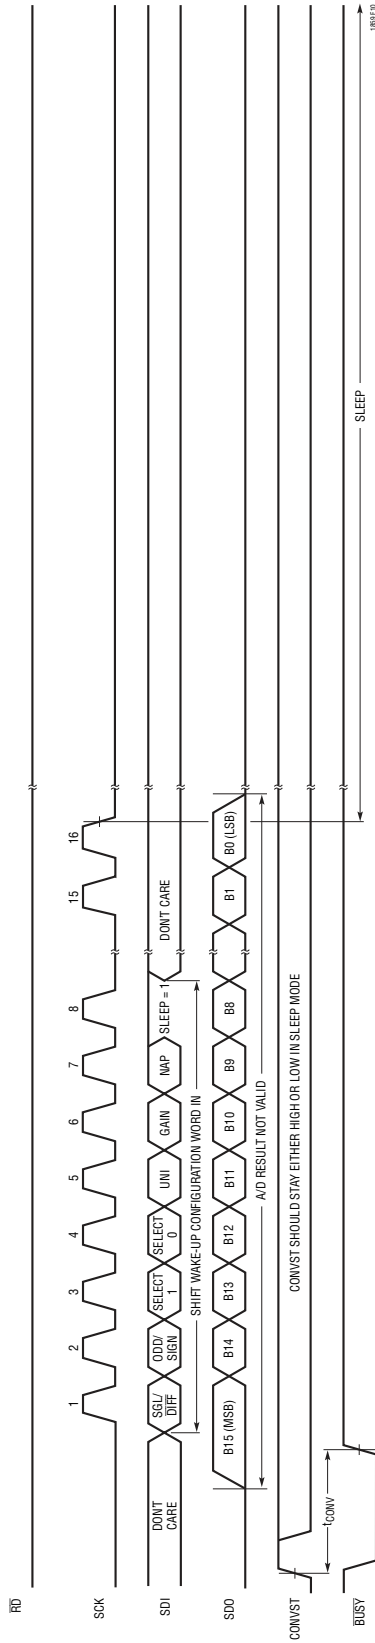 RD
SCK
1 2 3 4 5 6 7 8 15 16
SDI
DON'T
CARE
SGL/
DIFF
ODD/
SIGN
SELECT
1
SELECT
0
UNI
GAIN
NAP
SLEEP = 1
DON'T CARE
SHIFT WAKE-UP CONFIGURATION WORD IN
SDO
B15 (MSB) B14 B13 B12 B11 B10 B9 B8 B1 B0 (LSB)
A/D RESULT NOT VALID
CONVST
CONVST SHOULD STAY EITHER HIGH OR LOW IN SLEEP MODE
tCONV
BUSY
SLEEP
1859 F10